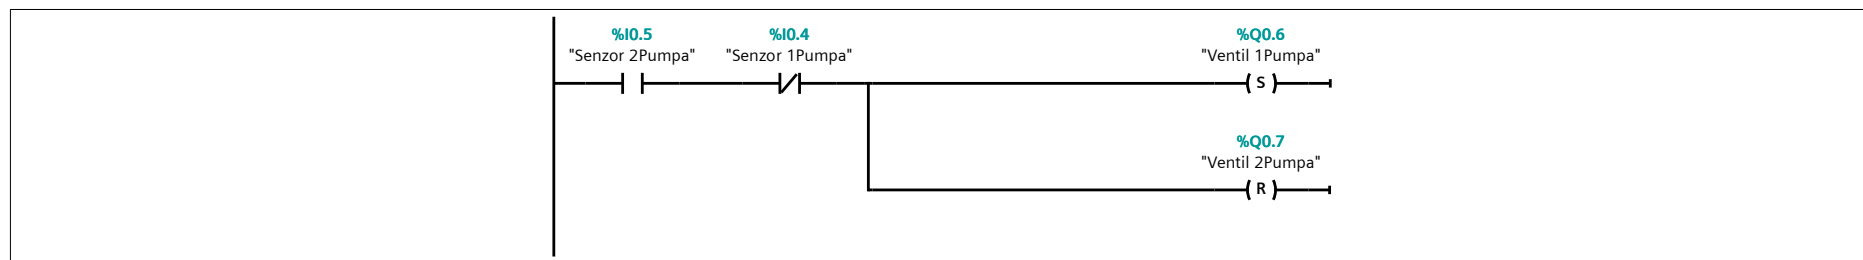 %I0.5
"Senzor 2Pumpa"
%I0.4
"Senzor 1Pumpa"
%Q0.6
"Ventil 1Pumpa"
S
%Q0.7
"Ventil 2Pumpa"
R